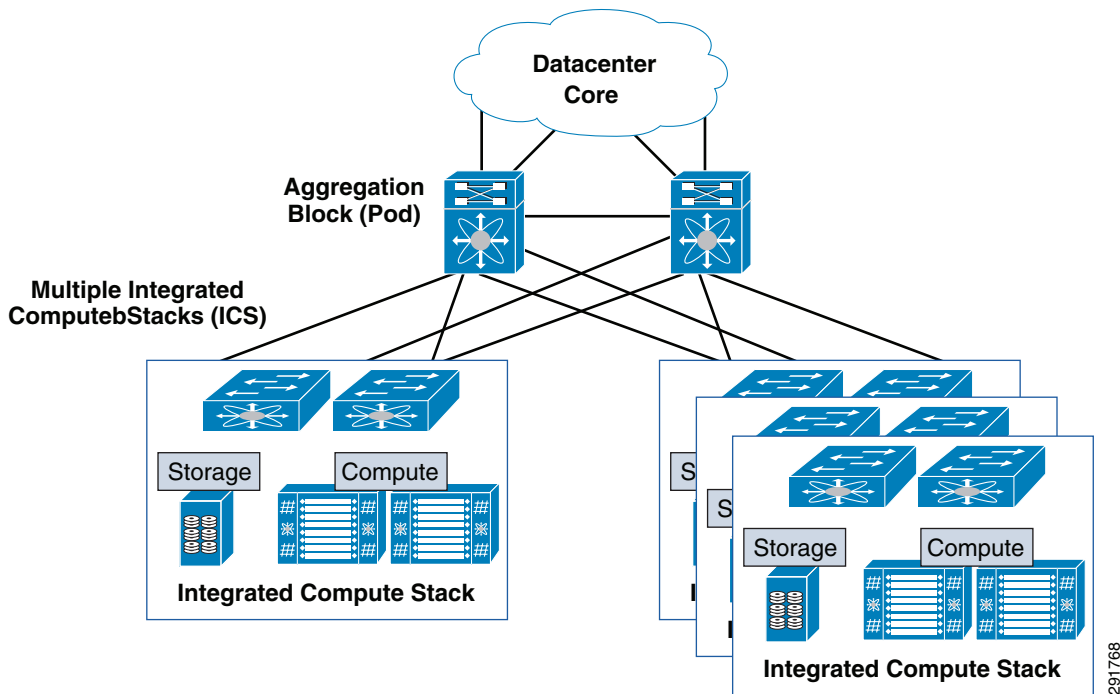 Datacenter
Core
Aggregation
Block (Pod)
Multiple Integrated
ComputebStacks (ICS)
Storage
Compute
Integrated Compute Stack
S
I
S
I
Storage
Compute
Integrated Compute Stack
291768